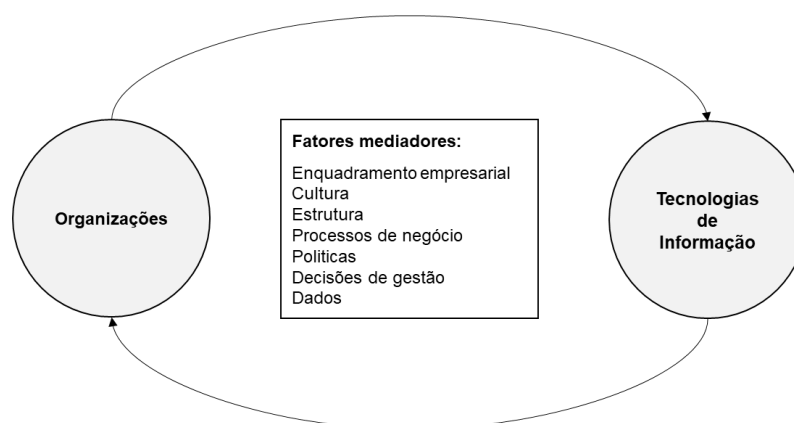 Organizações
Fatores mediadores:
Enquadramento empresarial
Cultura
Estrutura
Processos de negócio
Politicas
Decisões de gestão
Dados
Tecnologias
de
Informação